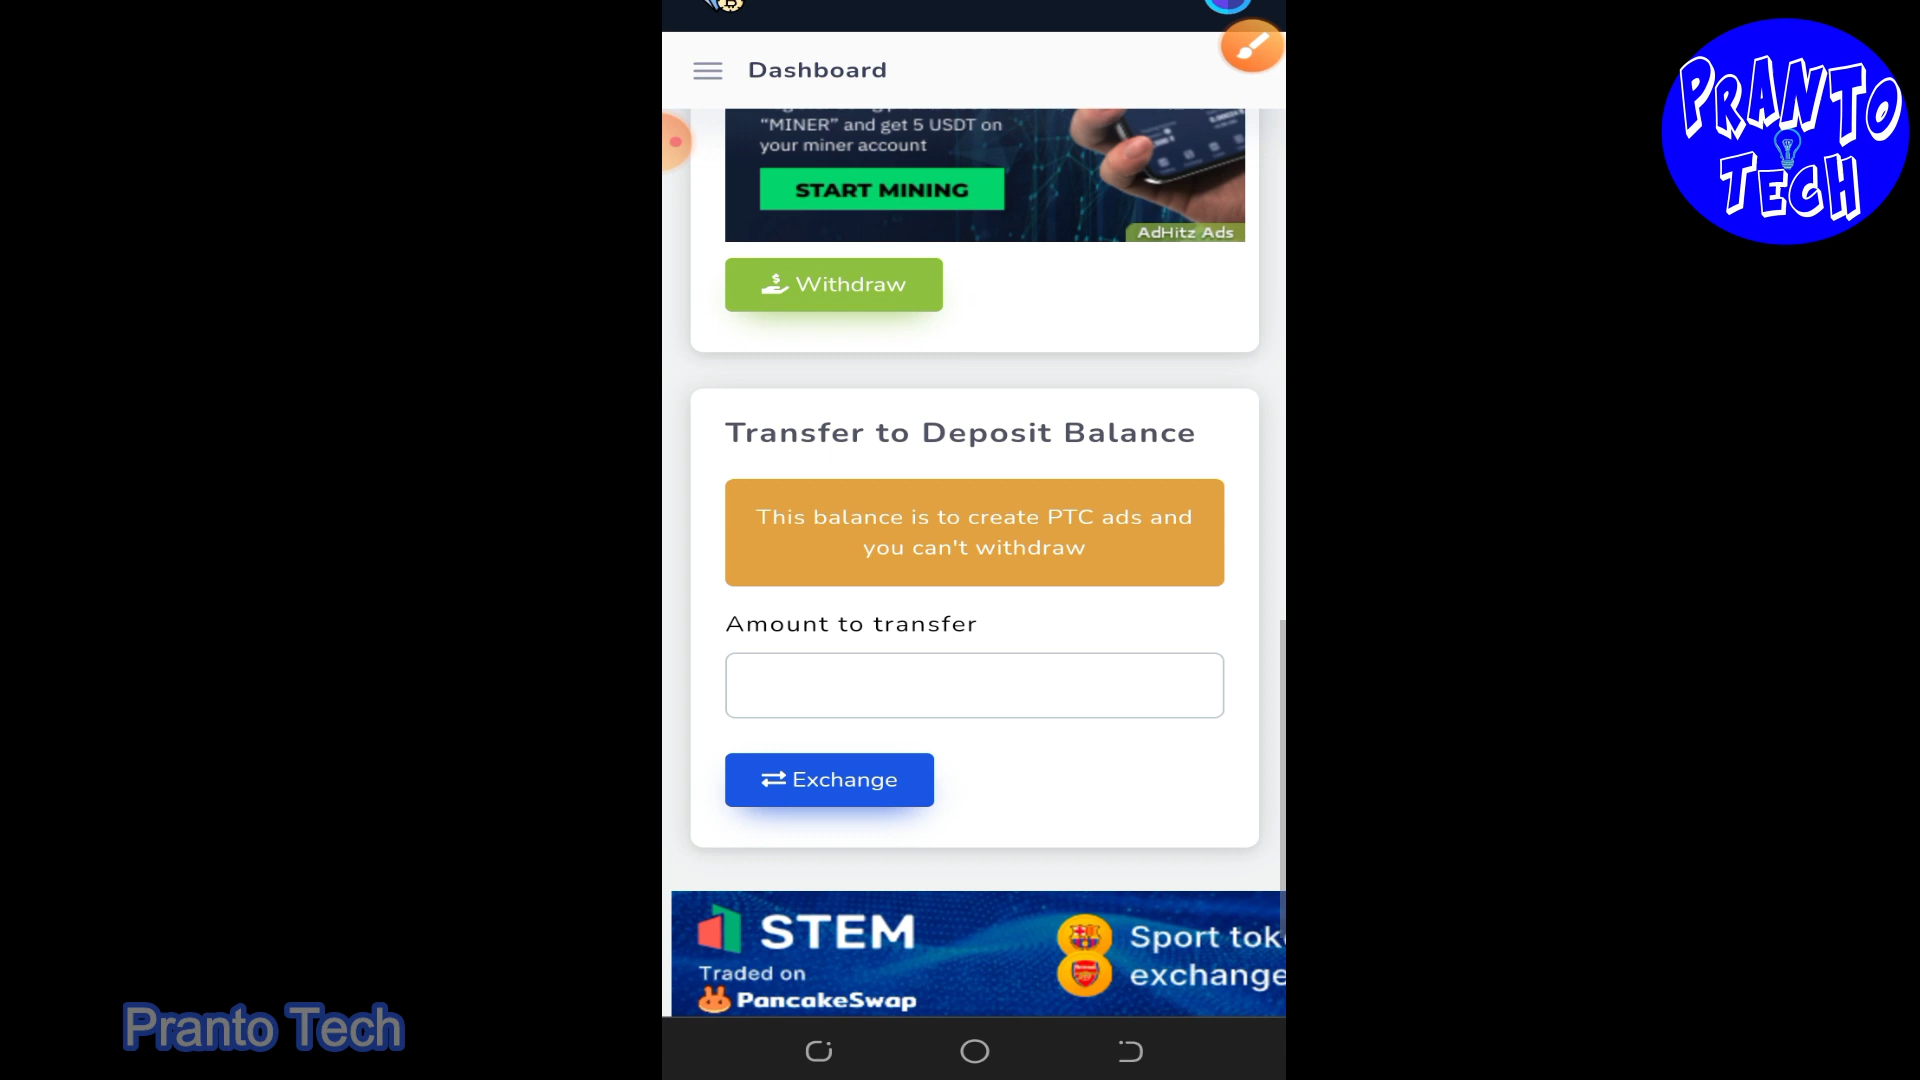 Dashboard
“MINER” and get 5 USDT on
your miner account
START MINING
AdHitz Ads
Withdraw
Transfer to Deposit Balance
This balance is to create PTC ads and
you can't withdraw
Amount to transfer
Exchange
STEM
Traded on
PancakeSwap
Sport tok
exchange
PRANTO
TECH
Pranto Tech